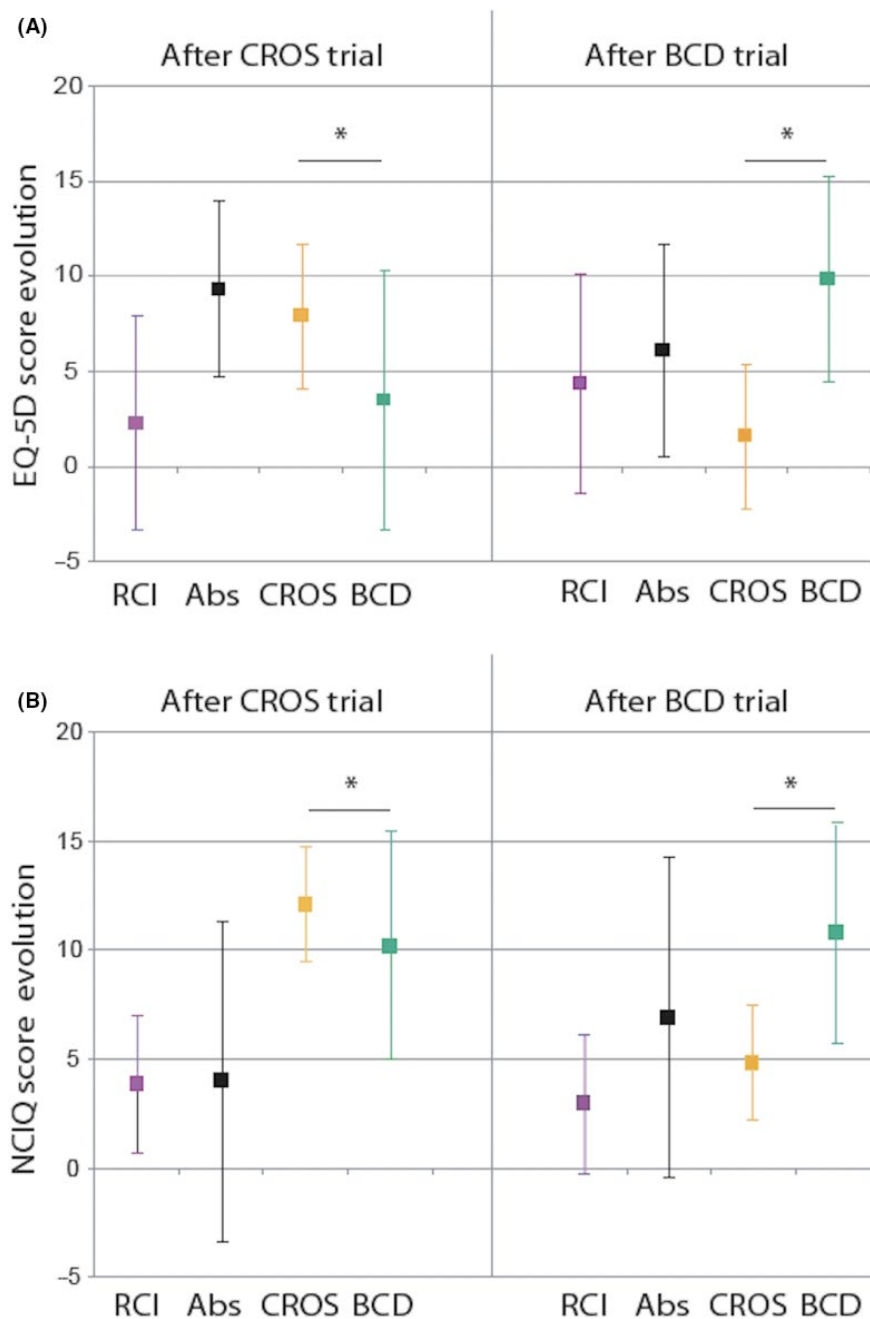 (A)
After CROS trial After BCD trial
20
* *
15
10
5
0
–5
EQ-5D score evolution
RCI Abs CROS BCD RCI Abs CROS BCD
(B)
After CROS trial After BCD trial
20
* *
15
10
5
0
–5
NCIQ score evolution
RCI Abs CROS BCD RCI Abs CROS BCD